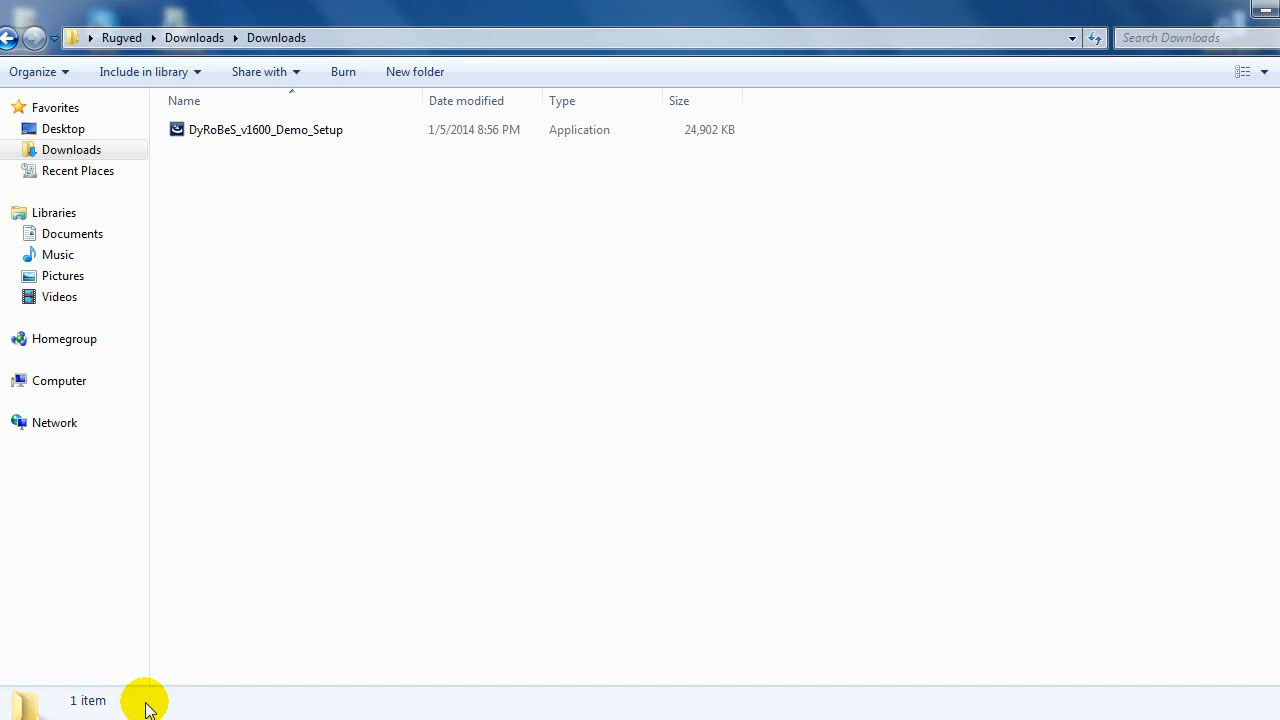 Rugved Downloads Downloads Search Downloads
Organize Include in library Share with Burn New folder
Name Date modified Type Size
DyRoBeS_v1600_Demo_Setup 1/5/2014 8:56 PM Application 24,902 KB
Favorites
Desktop
Downloads
Recent Places
Libraries
Documents
Music
Pictures
Videos
Homegroup
Computer
Network
1 item